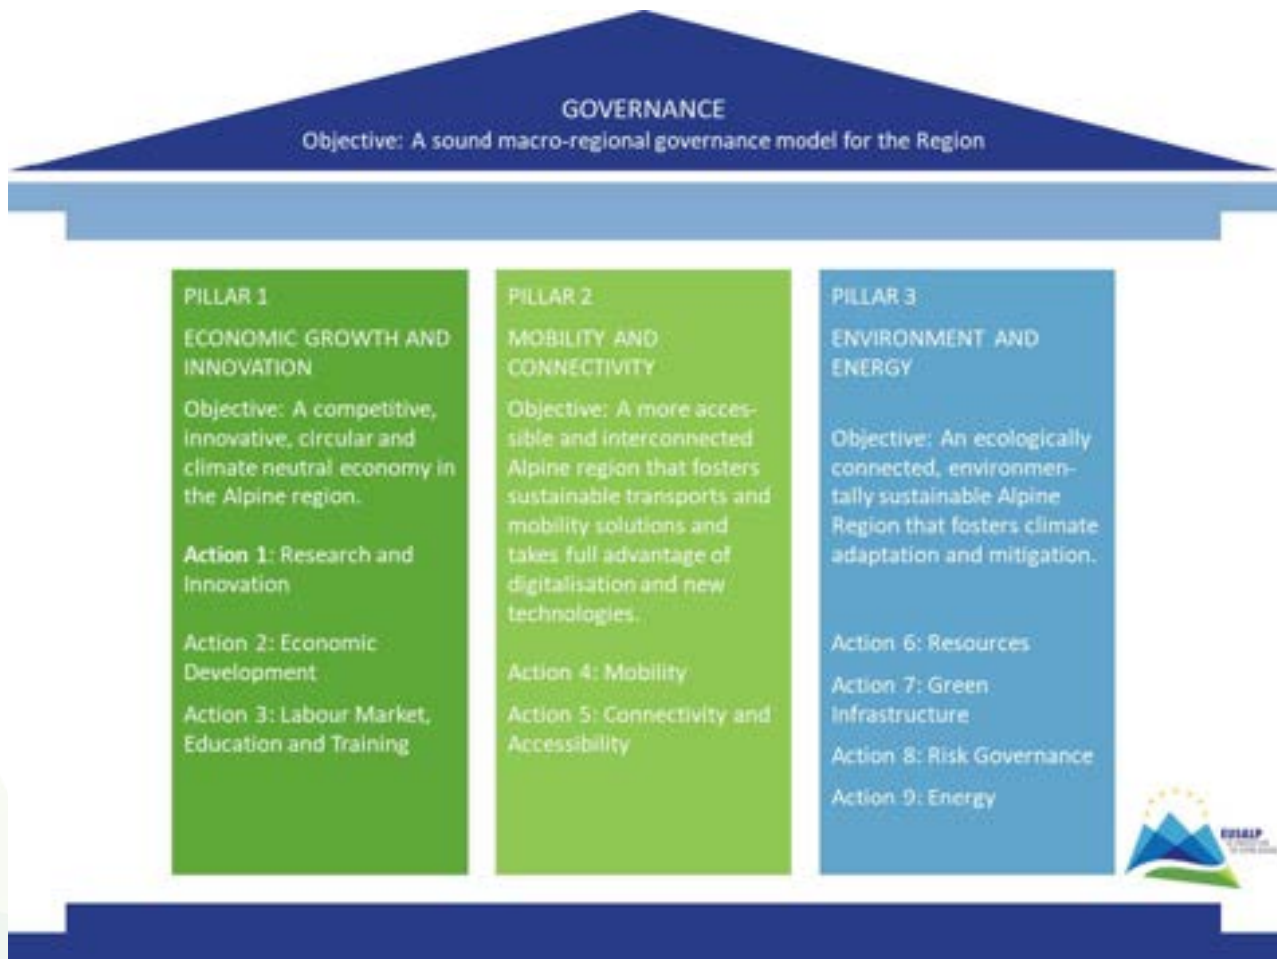 GOVERNANCE
Objective: A sound macro-regional governance model for the Region
PILLAR 1
ECONOMIC GROWTH AND
INNOVATION
Objective: A competitive,
innovative, circular and
climate neutral economy in
the Alpine region.
Action 1: Research and
Innovation
Action 2: Economic
Development
Action 3: Labour Market,
Education and Training
PILLAR 2
MOBILITY AND
CONNECTIVITY
Objective: A more acces-
sible and interconnected
Alpine region that fosters
sustainable transports and
mobility solutions and
takes full advantage of
digitalisation and new
technologies.
Action 4: Mobility
Action 5: Connectivity and
Accessibility
PILLAR 3
ENVIRONMENT AND
ENERGY
Objective: An ecologically
connected, environmen-
tally sustainable Alpine
Region that fosters climate
adaptation and mitigation.
Action 6: Resources
Action 7: Green
Infrastructure
Action 8: Risk Governance
Action 9: Energy
EUSALP